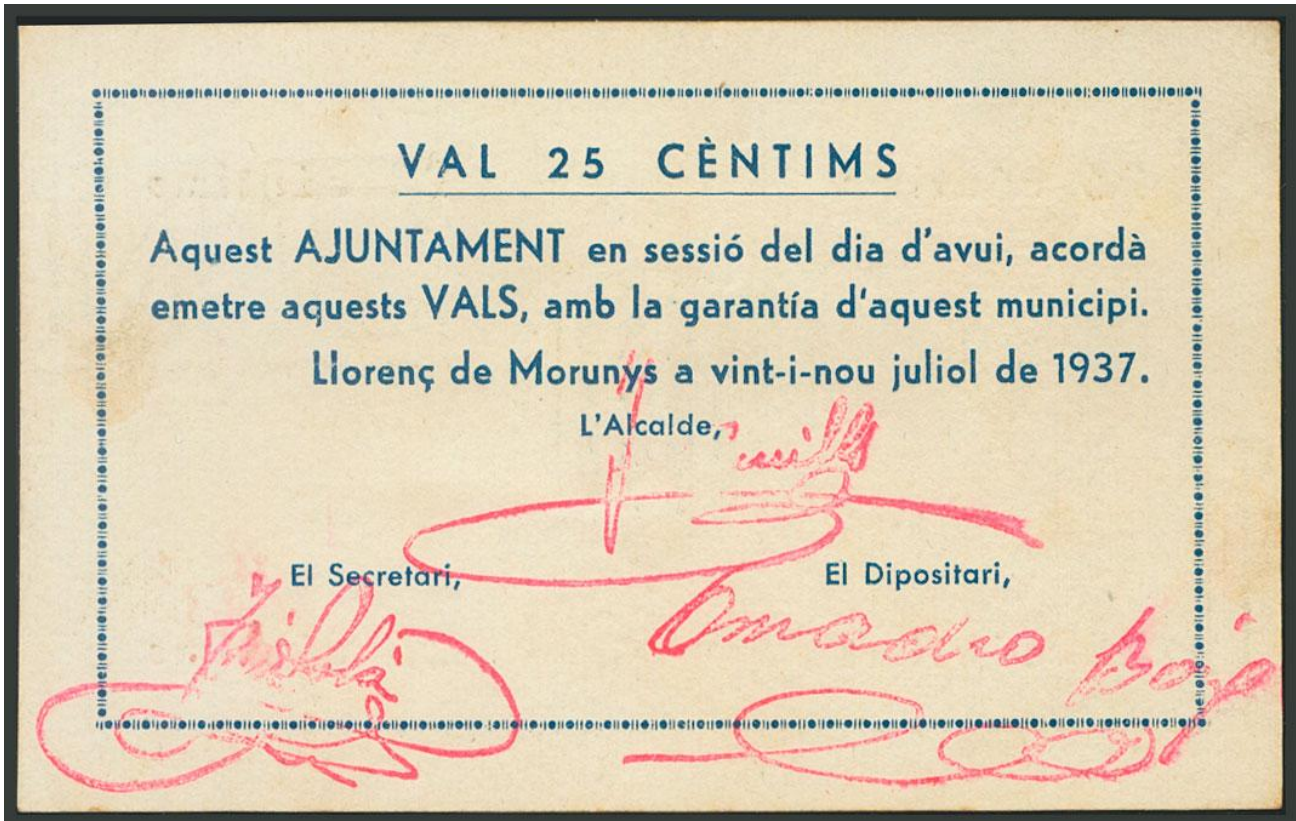 VAL 25 CÈNTIMS
Aquest AJUNTAMENT en sessió del dia d'avui, acordà
emetre aquests VALS, amb la garantía d'aquest municipi.
Llorenç de Morunys a vint-i-nou juliol de 1937.
L'Alcalde,
El Secretari,
El Dipositari,